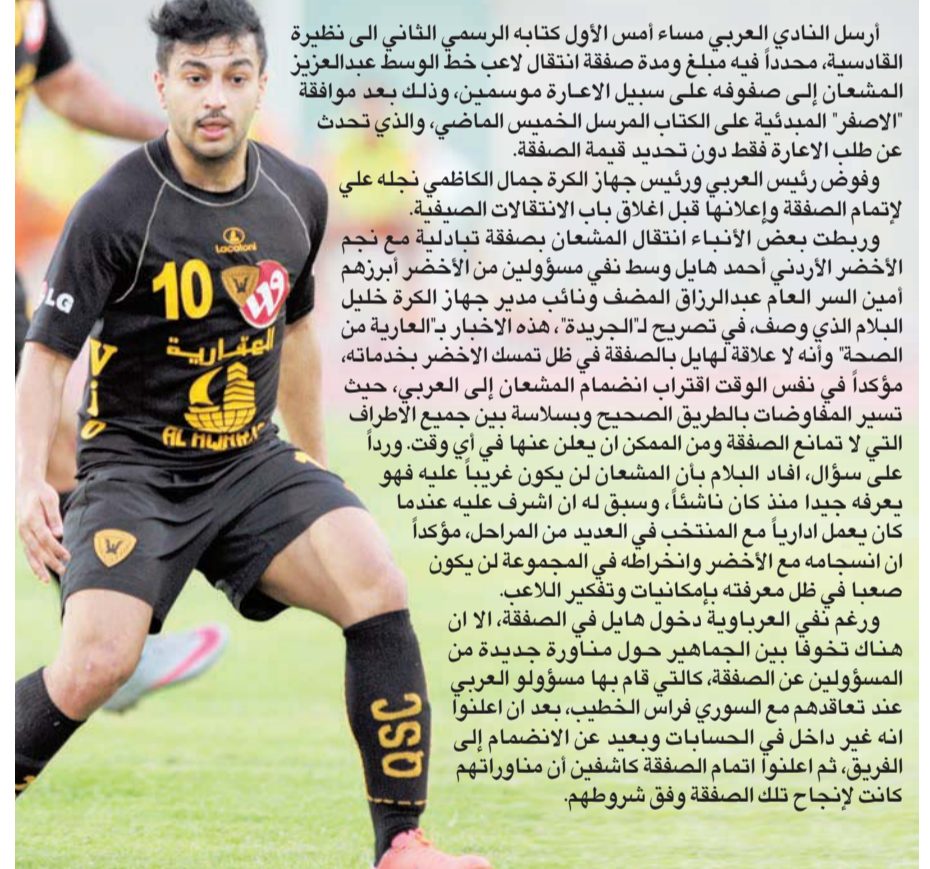 أرسل النادي العربي مساء أمس الأول كتابه الرسمي الثاني الى نظيرة
القادسية، محدداً فيه مبلغ ومدة صفقة انتقال لاعب خط الوسط عبدالعزيز
المشعان إلى صفوفه على سبيل الاعارة موسمين، وذلك بعد موافقة
"الاصفر" المبدئية على الكتاب المرسل الخميس الماضي، والذي تحدث
عن طلب الاعارة فقط دون تحديد قيمة الصفقة.
وفوض رئيس العربي ورئيس جهاز الكرة جمال الكاظمي نجله علي
لإتمام الصفقة وإعلانها قبل اغلاق باب الانتقالات الصيفية.
وربطت بعض الأنباء انتقال المشعان بصفقة تبادلية مع نجم
الأخضر الأردني أحمد هايل وسط نفي مسؤولين من الأخضر أبرزهم
أمين السر العام عبدالرزاق المضف ونائب مدير جهاز الكرة خليل
البلام الذي وصف، في تصريح لـ"الجريدة"، هذه الاخبار بـ"العارية من
الصحة" وأنه لا علاقة لهايل بالصفقة في ظل تمسك الاخضر بخدماته،
مؤكداً في نفس الوقت اقتراب انضمام المشعان إلى العربي، حيث
تسير المفاوضات بالطريق الصحيح وبسلاسة بين جميع الاطراف
التي لا تمانع الصفقة ومن الممكن ان يعلن عنها في أي وقت. ورداً
على سؤال، افاد البلام بأن المشعان لن يكون غريباً عليه فهو
يعرفه جيدا منذ كان ناشئاً، وسبق له ان اشرف عليه عندما
كان يعمل ادارياً مع المنتخب في العديد من المراحل، مؤكداً
ان انسجامه مع الأخضر وانخراطه في المجموعة لن يكون
صعبا في ظل معرفته بإمكانيات وتفكير اللاعب.
ورغم نفي العرباوية دخول هايل في الصفقة، الا ان
هناك تخوفا بين الجماهير حول مناورة جديدة من
المسؤولين عن الصفقة، كالتي قام بها مسؤولو العربي
عند تعاقدهم مع السوري فراس الخطيب، بعد ان اعلنوا
انه غير داخل في الحسابات وبعيد عن الانضمام إلى
الفريق، ثم اعلنوا اتمام الصفقة كاشفين أن مناوراتهم
كانت لإنجاح تلك الصفقة وفق شروطهم.
Lacatoni
10
LG
العقارية
QSC